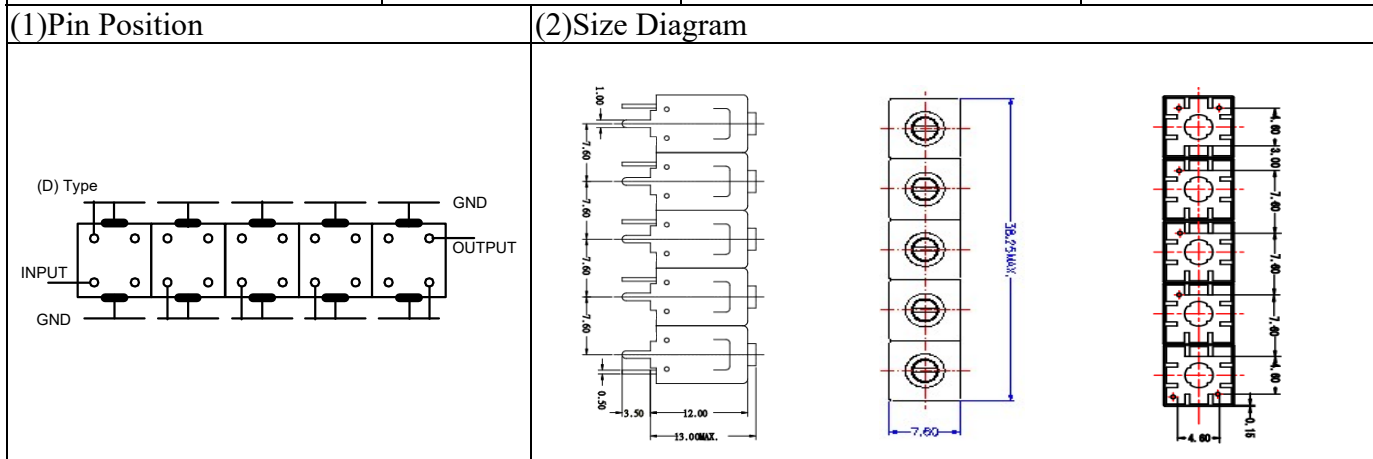 (1)Pin Position
(2)Size Diagram
(D) Type
GND
OUTPUT
INPUT
GND
1.00
7.60
7.60
7.60
7.60
0.50
3.50
12.00
13.00MAX.
38.25MAX.
7.60
4.60
3.00
7.60
7.60
7.60
4.60
0.15
4.60